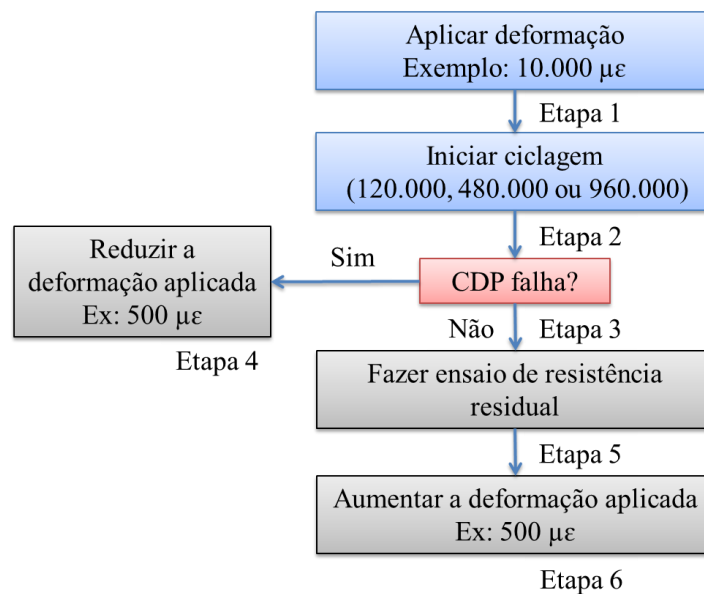 Aplicar deformação
Exemplo: 10.000 µε
Etapa 1
Iniciar ciclagem
(120.000, 480.000 ou 960.000)
Etapa 2
CDP falha?
Sim
Reduzir a
deformação aplicada
Ex: 500 µε
Etapa 4
Não
Etapa 3
Fazer ensaio de resistência
residual
Etapa 5
Aumentar a deformação aplicada
Ex: 500 µε
Etapa 6